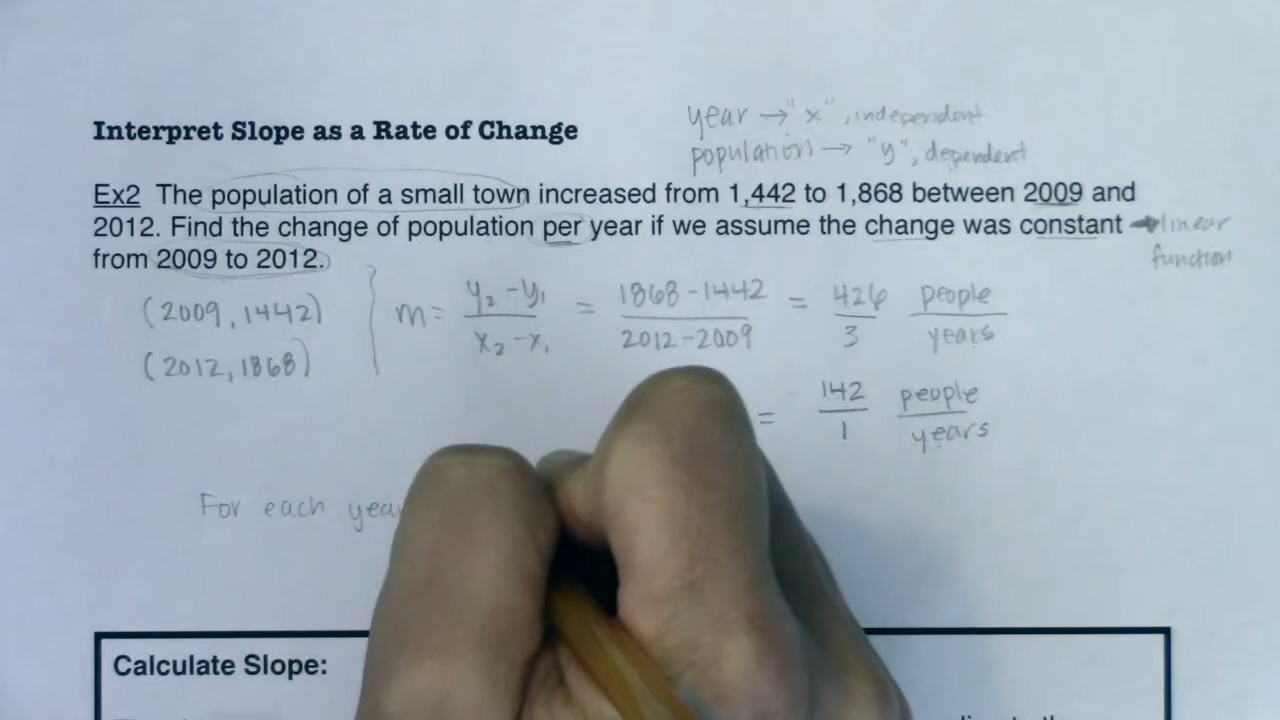 year → "x", independent
Interpret Slope as a Rate of Change
population → "y", dependent
Ex2 The population of a small town increased from 1,442 to 1,868 between 2009 and
2012. Find the change of population per year if we assume the change was constant → linear
from 2009 to 2012. function
(2009, 1442)
(2012, 1868)
m = (y₂ - y₁)/(x₂ - x₁) = (1868 - 1442)/(2012 - 2009) = 426/3 people/years
= 142/1 people/years
For each year
Calculate Slope: